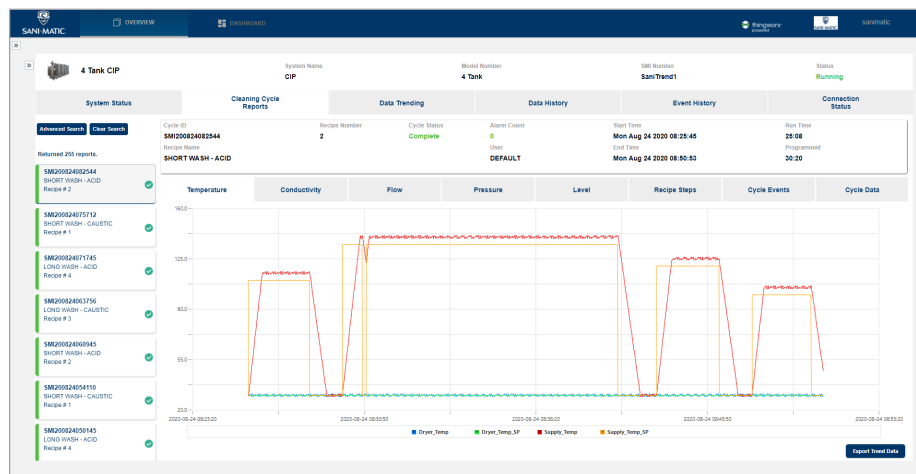 SANI-MATIC
OVERVIEW
DASHBOARD
thingworx
powered
SANI-MATIC
sanimatic
»
»
4 Tank CIP
System Name
CIP
Model Number
4 Tank
SMI Number
SaniTrend1
Status
Running
System Status
Cleaning Cycle
Reports
Data Trending
Data History
Event History
Connection
Status
Advanced Search
Clear Search
Returned 255 reports.
Cycle ID
SMI200824082544
Recipe Number
2
Cycle Status
Complete
Alarm Count
0
Start Time
Mon Aug 24 2020 08:25:45
Run Time
25:08
Recipe Name
SHORT WASH - ACID
User
DEFAULT
End Time
Mon Aug 24 2020 08:50:53
Programmed
30:20
SMI200824082544
SHORT WASH - ACID
Recipe # 2
SMI200824075712
SHORT WASH - CAUSTIC
Recipe # 1
SMI200824071745
LONG WASH - ACID
Recipe # 4
SMI200824063756
LONG WASH - CAUSTIC
Recipe # 3
SMI200824060945
SHORT WASH - ACID
Recipe # 2
SMI200824054110
SHORT WASH - CAUSTIC
Recipe # 1
SMI200824050145
LONG WASH - ACID
Recipe # 4
Temperature
Conductivity
Flow
Pressure
Level
Recipe Steps
Cycle Events
Cycle Data
160.0
125.0
90.0
55.0
20.0
2020-08-24 08:23:20
2020-08-24 08:30:50
2020-08-24 08:38:20
2020-08-24 08:45:50
2020-08-24 08:53:20
Dryer_Temp
Dryer_Temp_SP
Supply_Temp
Supply_Temp_SP
Export Trend Data